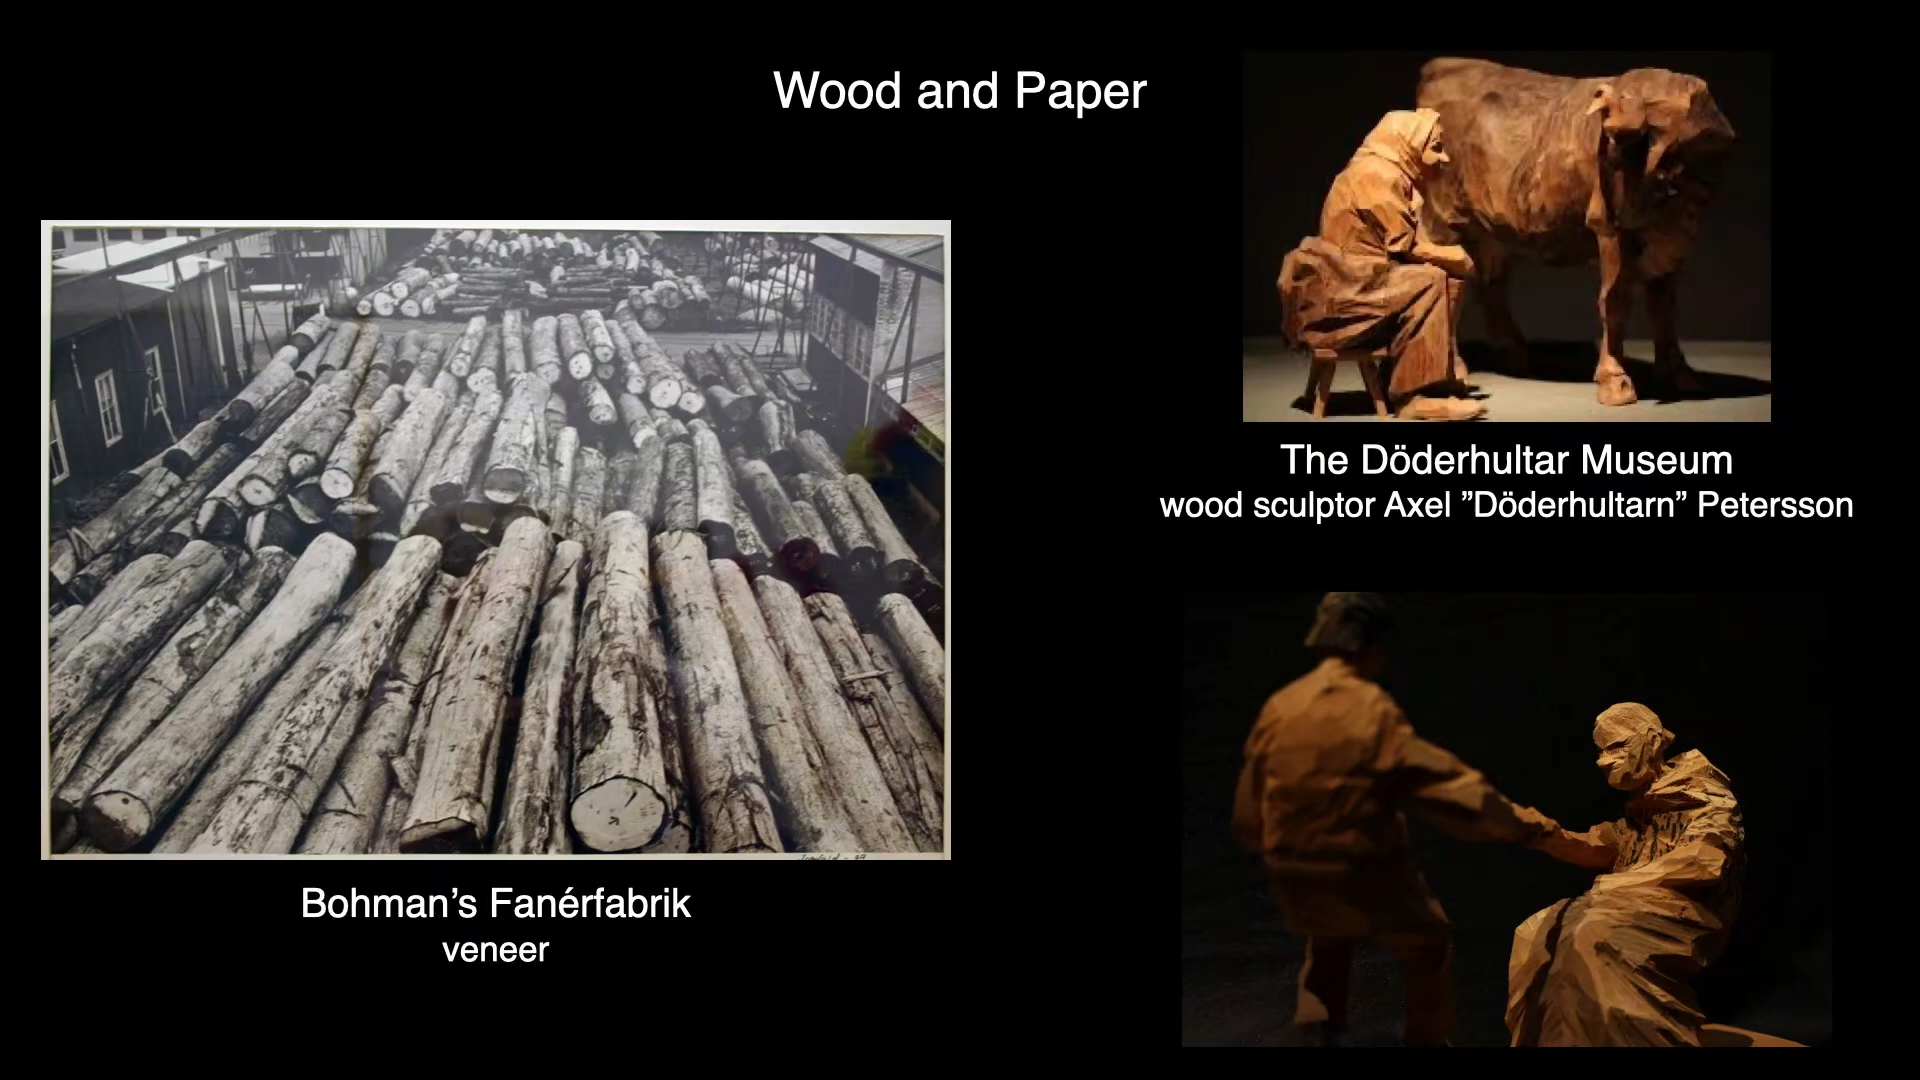 Wood and Paper
The Döderhultar Museum
wood sculptor Axel ”Döderhultarn” Petersson
Bohman’s Fanérfabrik
veneer